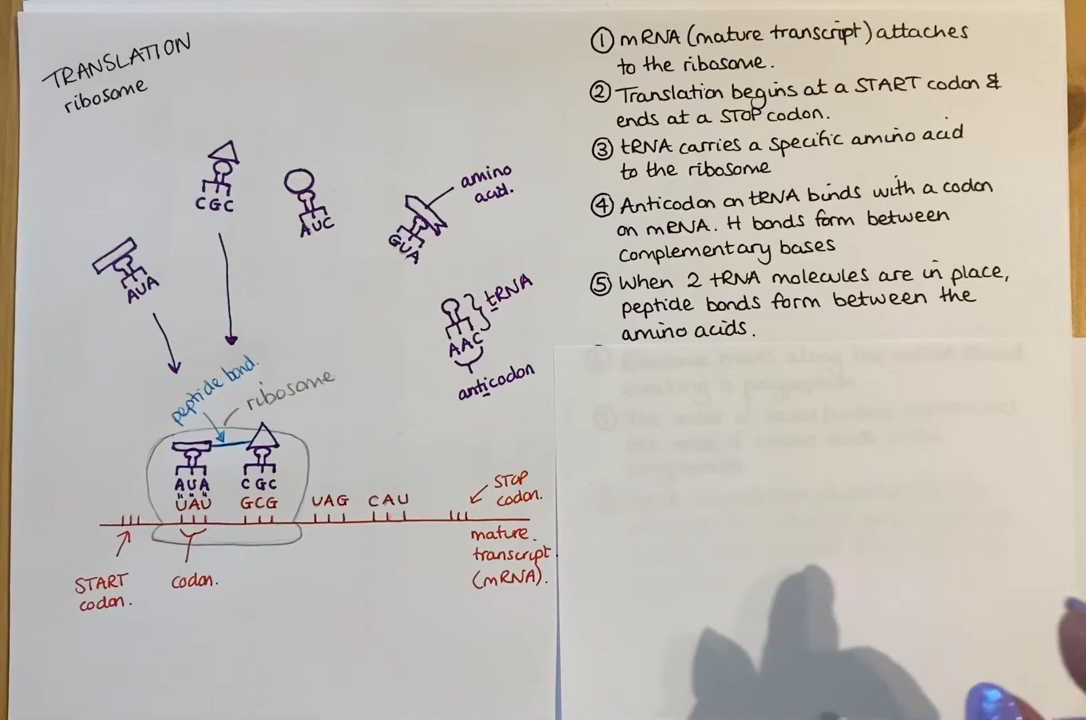 TRANSLATION
ribosome
① mRNA (mature transcript) attaches
to the ribosome.
② Translation begins at a START codon &
ends at a STOP codon.
③ tRNA carries a specific amino acid
to the ribosome
④ Anticodon on tRNA binds with a codon
on mRNA. H bonds form between
complementary bases
⑤ When 2 tRNA molecules are in place,
peptide bonds form between the
amino acids.
CGC
AUC
amino
acid.
GUA
AUA
tRNA
AAC
anticodon
peptide bond.
ribosome
AUA CGC
UAU GCG UAG CAU
STOP
codon.
START
codon.
codon.
mature
transcript
(mRNA).
creating a polypeptide